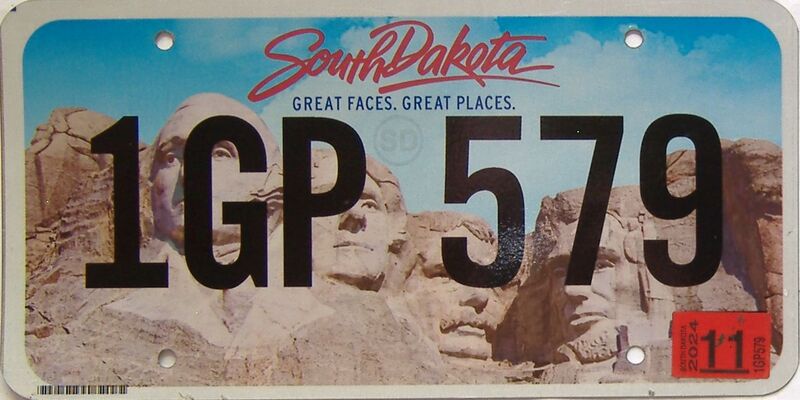 South Dakota
GREAT FACES. GREAT PLACES.
SD
1GP 579
SOUTH DAKOTA
2024
11
1GP579